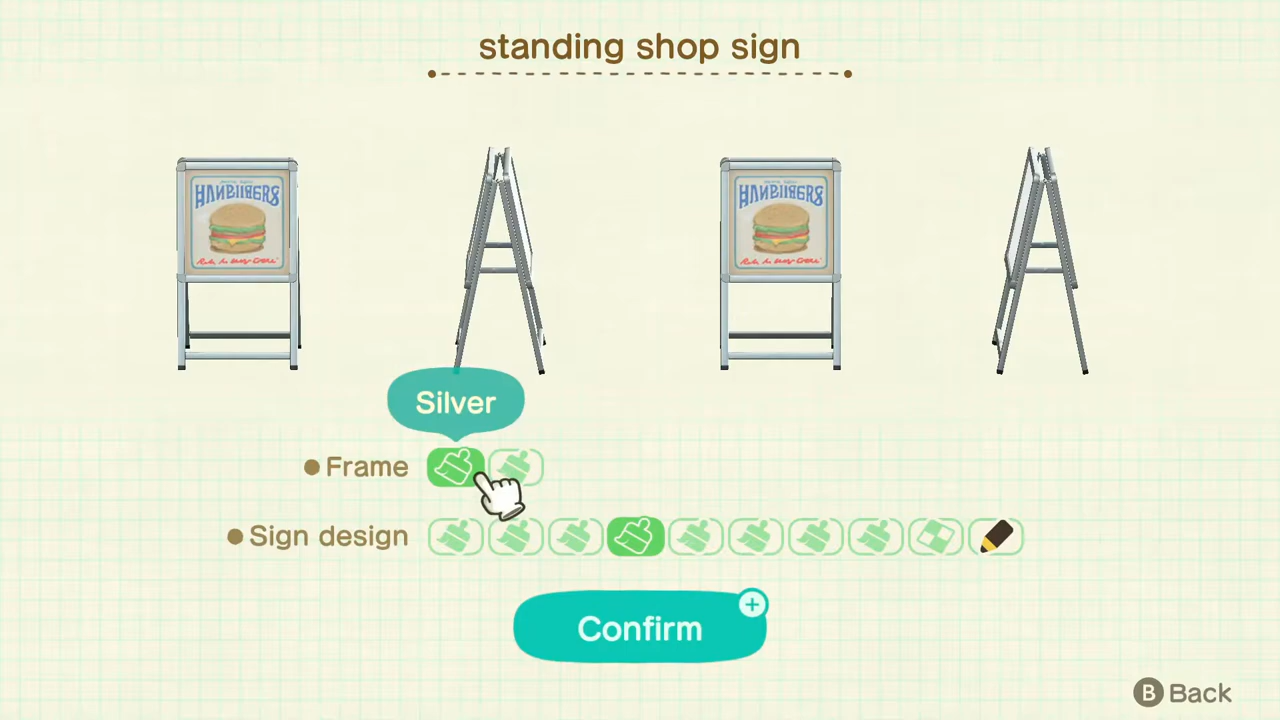 standing shop sign
HAMBURGERS
HAMBURGERS
Silver
Frame
Sign design
+
Confirm
B Back